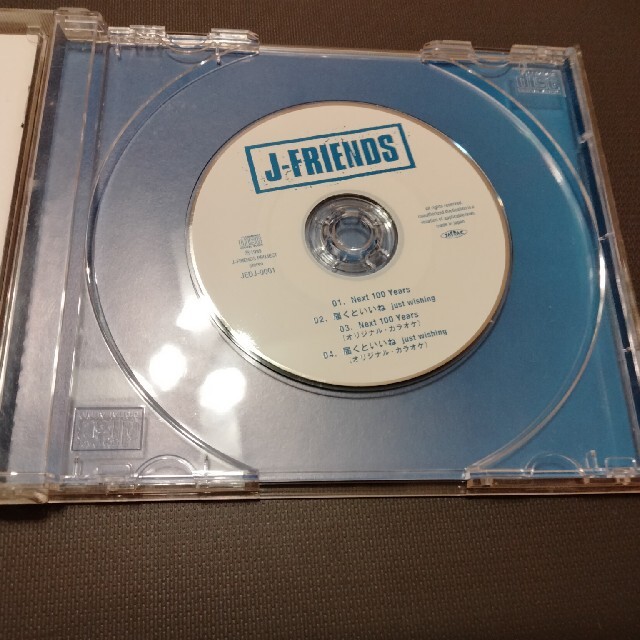 J-FRIENDS
JFCJ-0001
01. Next 100 Years
02. 届くといいね just wishing
03. Next 100 Years
(オリジナル・カラオケ)
04. 届くといいね just wishing
(オリジナル・カラオケ)